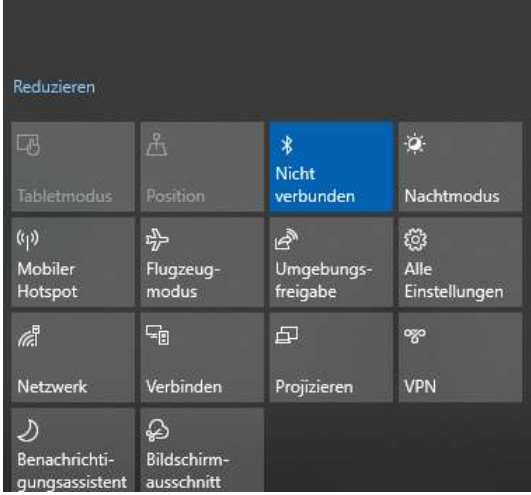 Reduzieren
Tabletmodus
Position
Nicht
verbunden
Nachtmodus
Mobiler
Hotspot
Flugzeug-
modus
Umgebungs-
freigabe
Alle
Einstellungen
Netzwerk
Verbinden
Projizieren
VPN
Benachrichti-
gungsassistent
Bildschirm-
ausschnitt